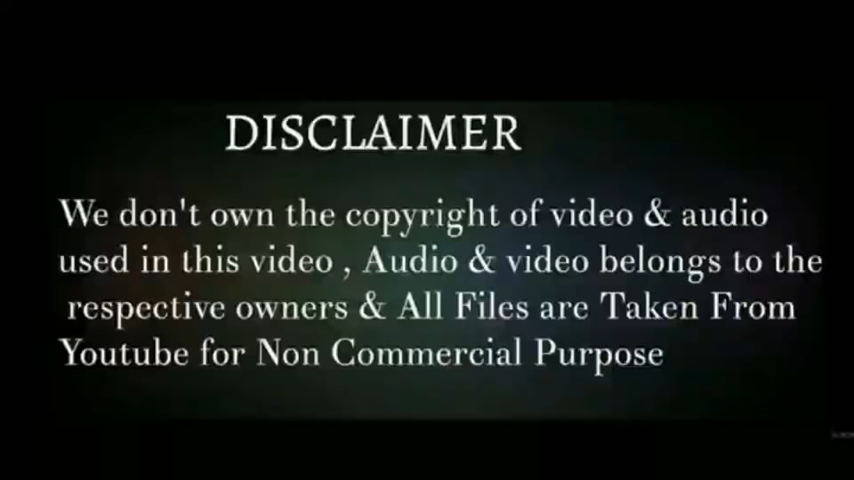 DISCLAIMER
We don't own the copyright of video & audio
used in this video , Audio & video belongs to the
respective owners & All Files are Taken From
Youtube for Non Commercial Purpose